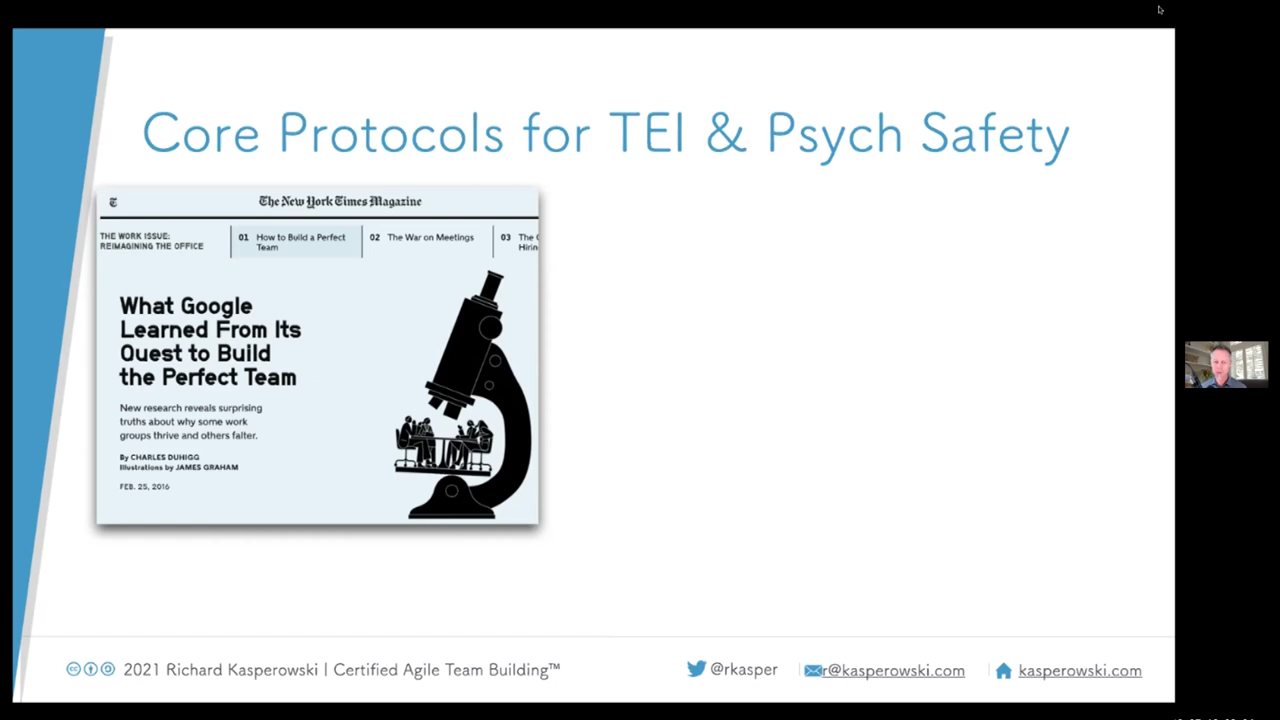 Core Protocols for TEI & Psych Safety
The New York Times Magazine
THE WORK ISSUE:
REIMAGINING THE OFFICE
01 How to Build a Perfect
Team
02 The War on Meetings
03 The
Hirin
What Google
Learned From Its
Quest to Build
the Perfect Team
New research reveals surprising
truths about why some work
groups thrive and others falter.
By CHARLES DUHIGG
Illustrations by JAMES GRAHAM
FEB. 25, 2016
2021 Richard Kasperowski | Certified Agile Team Building™
@rkasper
r@kasperowski.com
kasperowski.com